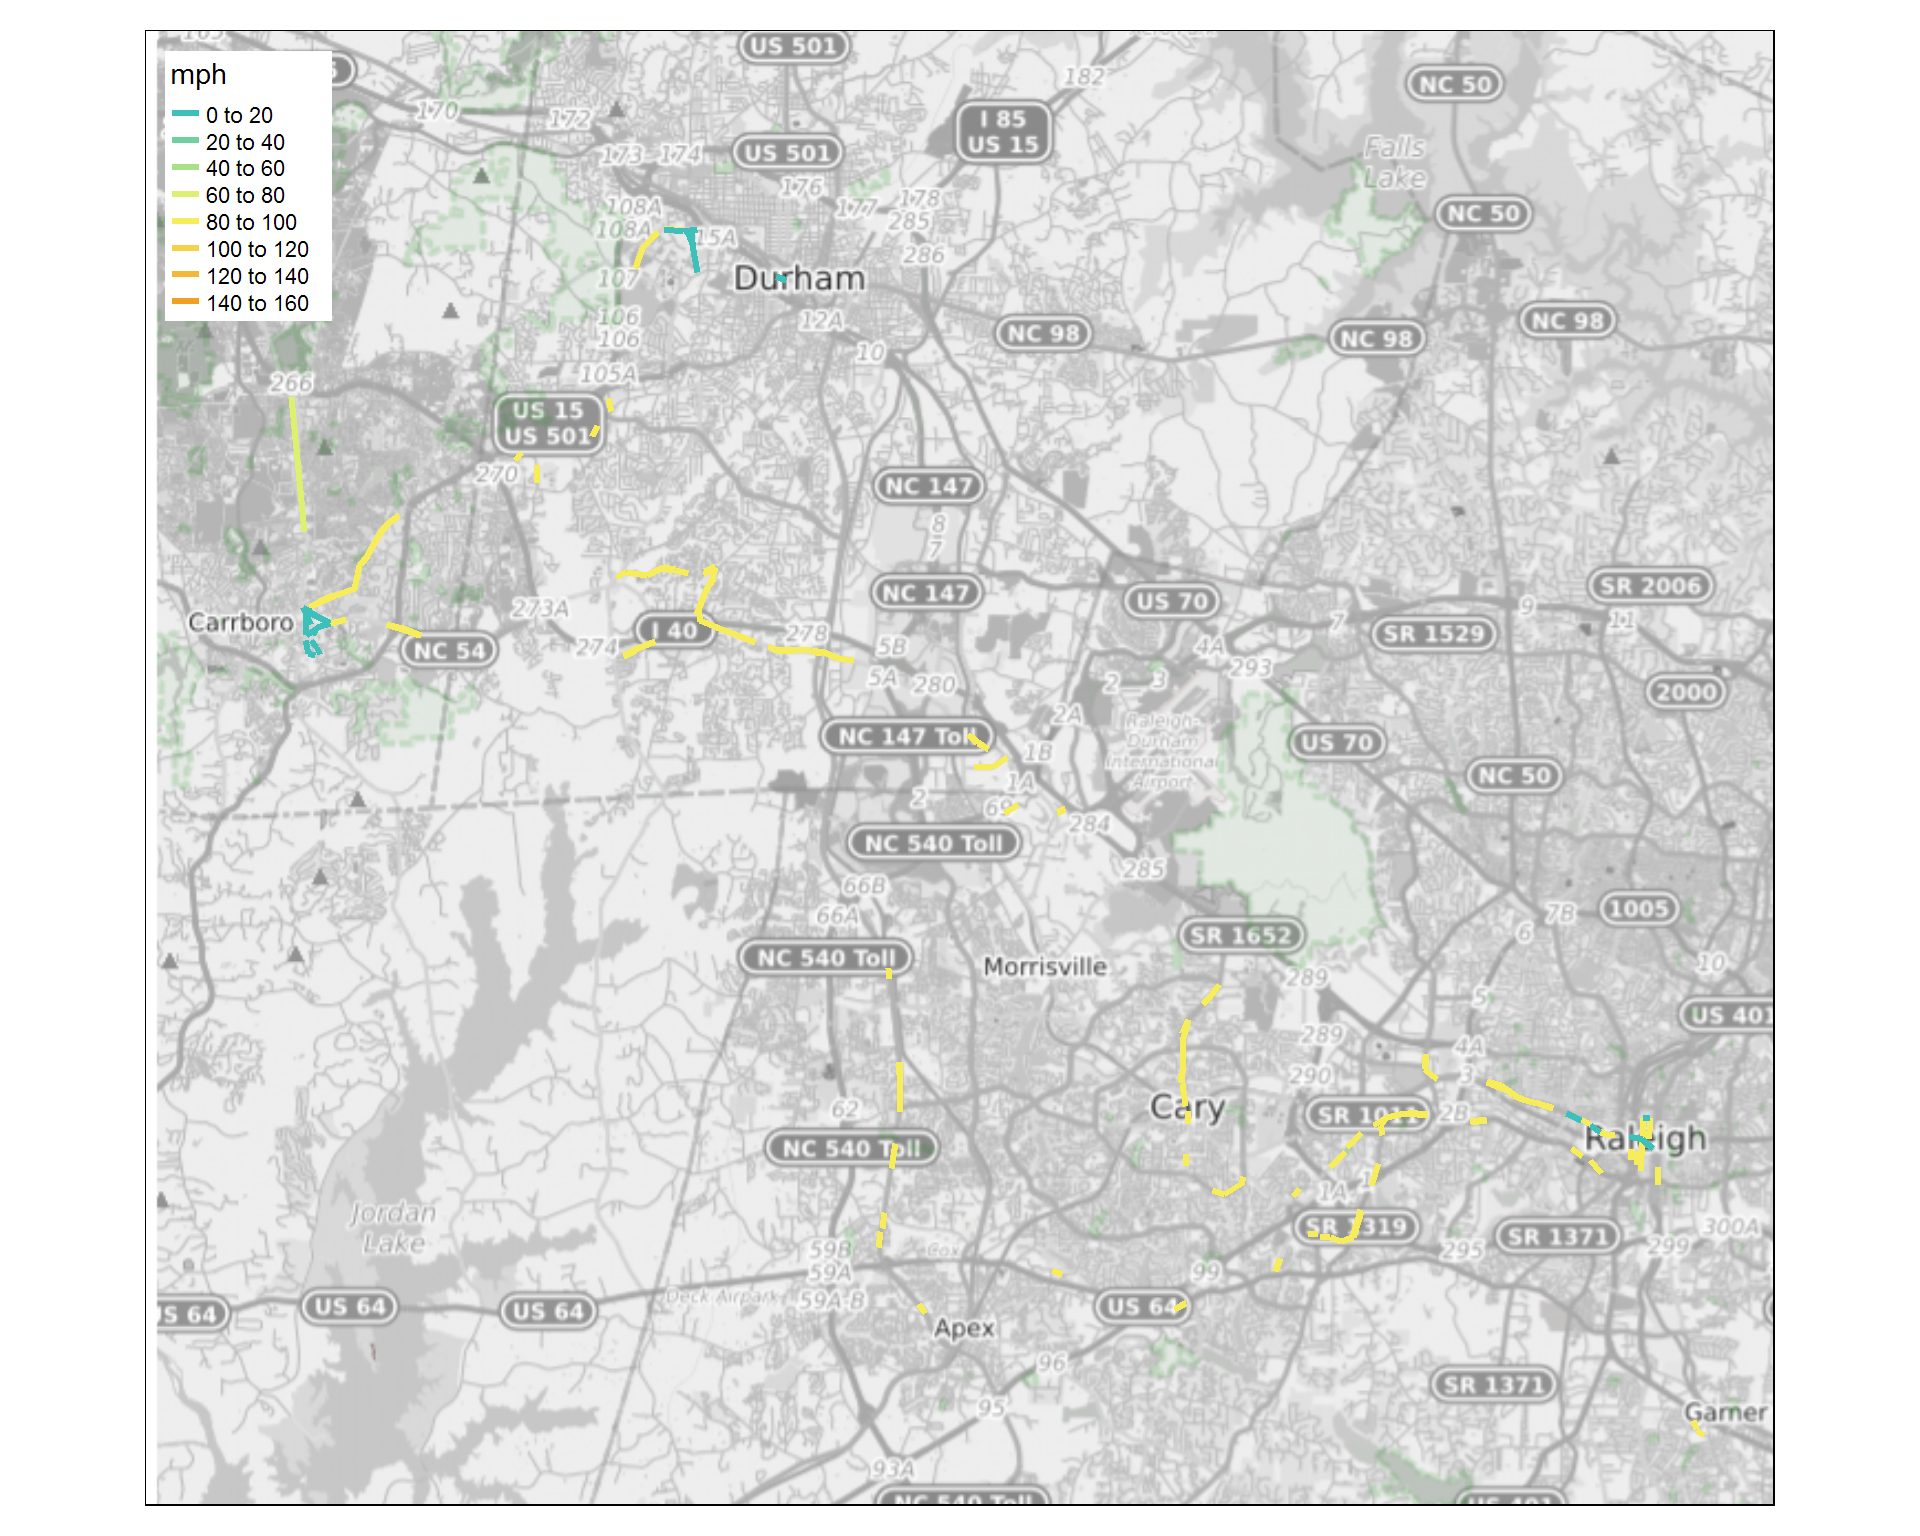 mph
0 to 20
20 to 40
40 to 60
60 to 80
80 to 100
100 to 120
120 to 140
140 to 160
US 501
182
NC 50
170
172
I 85
US 15
173
174
US 501
Falls
Lake
176
177
178
108A
285
NC 50
108A
15A
286
107
Durham
106
12A
NC 98
NC 98
NC 98
106
10
105A
266
US 15
US 501
270
NC 147
8
7
NC 147
US 70
SR 2006
273A
9
Carrboro
I 40
278
7
11
SR 1529
274
NC 54
5B
4A
293
5A
280
2
3
2000
2A
Raleigh-
Durham
International
Airport
NC 147 Toll
1B
US 70
1A
NC 50
2
69
284
NC 540 Toll
285
66B
66A
7B
1005
6
SR 1652
NC 540 Toll
Morrisville
10
289
5
US 401
289
4A
290
3
62
Cary
SR 1011
2B
NC 540 Toll
Raleigh
1A
1
Jordan
Lake
SR 1319
SR 1371
300A
59B
Cox
295
299
59A
99
Deck Airpark
59A-B
US 64
US 64
US 64
US 64
Apex
96
SR 1371
95
Garner
93A
NC 540 Toll
US 401